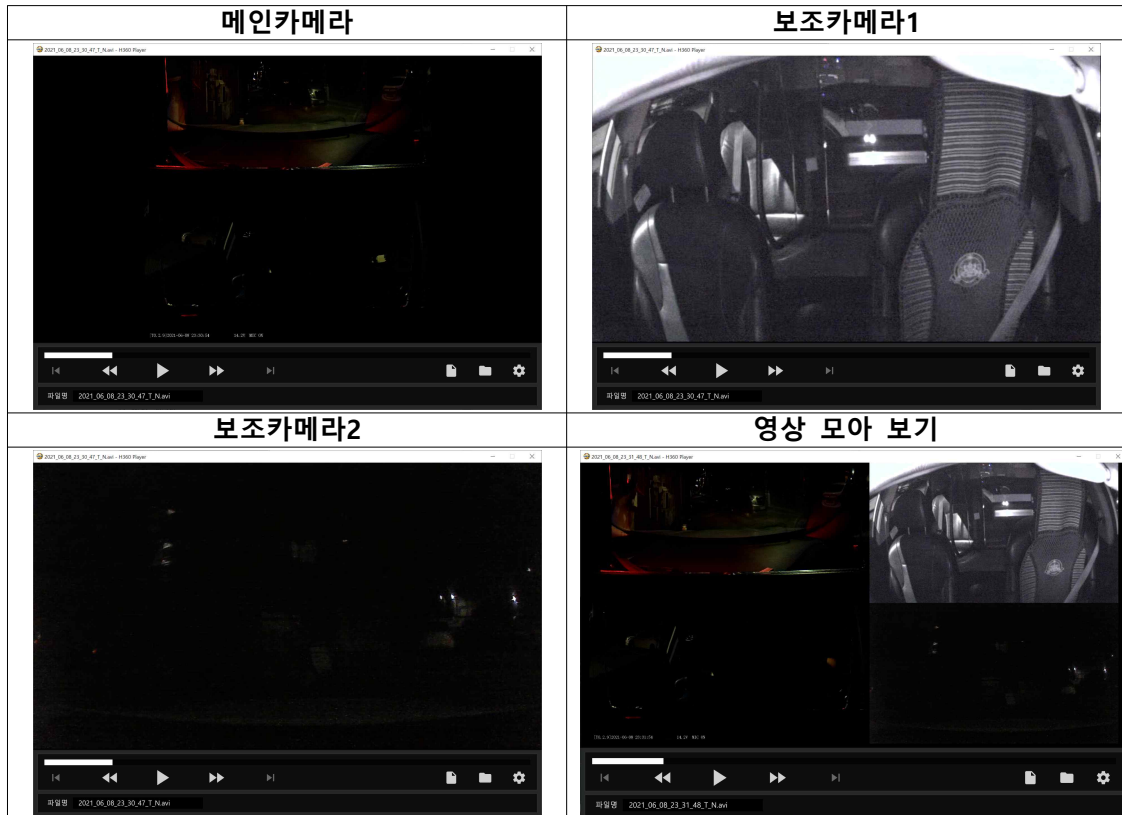 메인카메라
보조카메라1
2021_06_08_23_30_47_T_N.avi - H360 Player
2021_06_08_23_30_47_T_N.avi - H360 Player
파일명 2021_06_08_23_30_47_T_N.avi
파일명 2021_06_08_23_30_47_T_N.avi
보조카메라2
영상 모아 보기
2021_06_08_23_30_47_T_N.avi - H360 Player
2021_06_08_23_31_48_T_N.avi - H360 Player
파일명 2021_06_08_23_30_47_T_N.avi
파일명 2021_06_08_23_31_48_T_N.avi